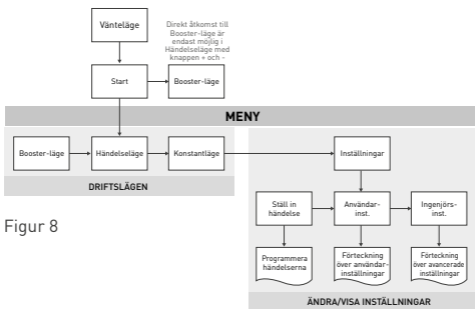 Vänteläge
Direkt åtkomst till
Booster-läge är
endast möjlig i
Händelseläge med
knappen + och -
Start
Booster-läge
MENY
Booster-läge
Händelseläge
Konstantläge
Inställningar
DRIFTSLÄGEN
Ställ in
händelse
Användar-
inst.
Ingenjörs-
inst.
Figur 8
Programmera
händelserna
Förteckning
över användar-
inställningar
Förteckning
över avancerade
inställningar
ÄNDRA/VISA INSTÄLLNINGAR